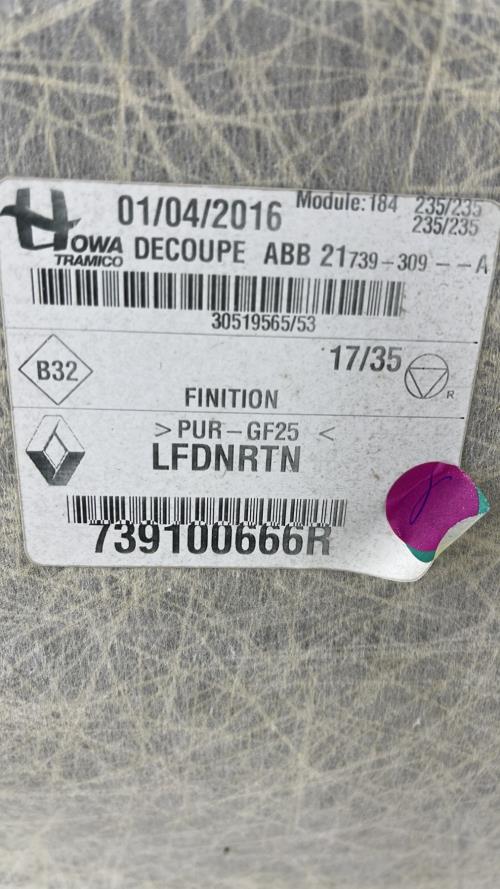 01/04/2016
Module: 184 235/235
235/235
HOWA
TRAMICO
DECOUPE ABB 21739-309--A
30519565/53
B32
17/35
R
FINITION
>PUR-GF25 <
LFDNRTN
739100666R